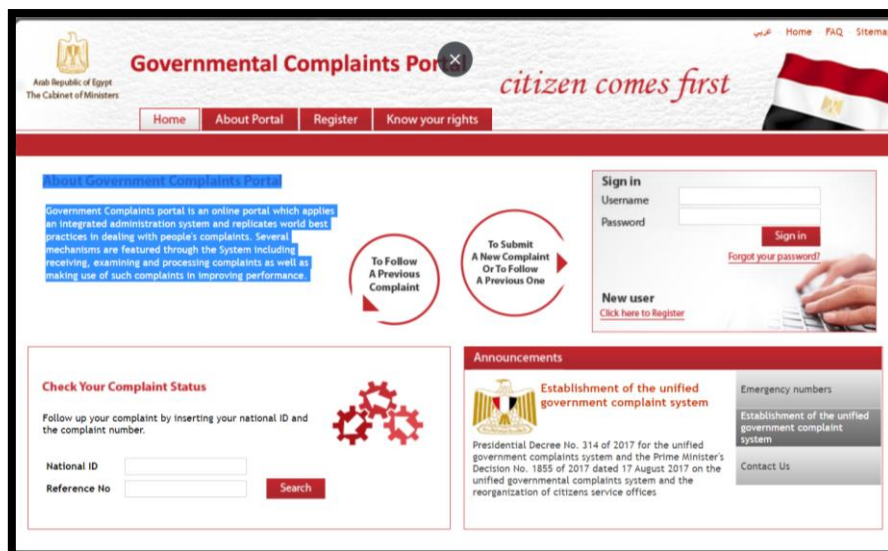 عربي Home FAQ Sitemap
Arab Republic of Egypt
The Cabinet of Ministers
Governmental Complaints Portal
citizen comes first
Home About Portal Register Know your rights
About Government Complaints Portal
Government Complaints portal is an online portal which applies
an integrated administration system and replicates world best
practices in dealing with people's complaints. Several
mechanisms are featured through the System including
receiving, examining and processing complaints as well as
making use of such complaints in improving performance.
To Follow
A Previous
Complaint
To Submit
A New Complaint
Or To Follow
A Previous One
Sign in
Username
Password
Sign in
Forgot your password?
New user
Click here to Register
Check Your Complaint Status
Follow up your complaint by inserting your national ID and
the complaint number.
National ID
Reference No
Search
Announcements
Establishment of the unified
government complaint system
Presidential Decree No. 314 of 2017 for the unified
government complaints system and the Prime Minister's
Decision No. 1855 of 2017 dated 17 August 2017 on the
unified governmental complaints system and the
reorganization of citizens service offices
Emergency numbers
Establishment of the unified
government complaint
system
Contact Us